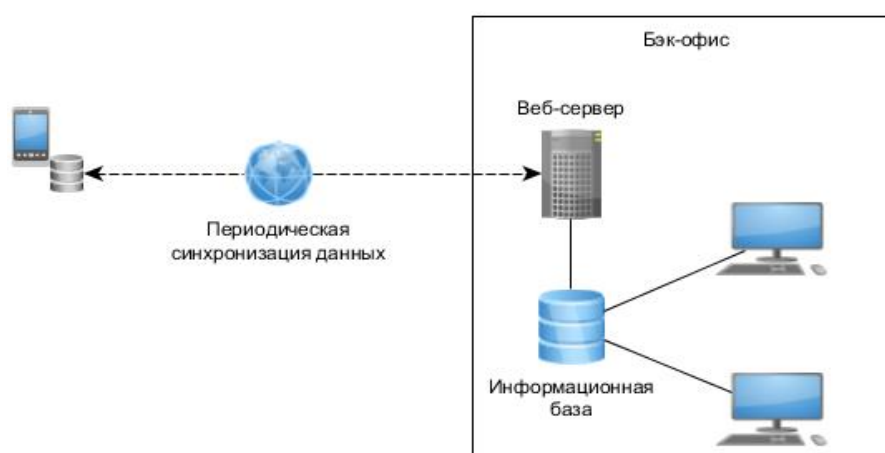 Бэк-офис
Веб-сервер
Периодическая
синхронизация данных
Информационная
база